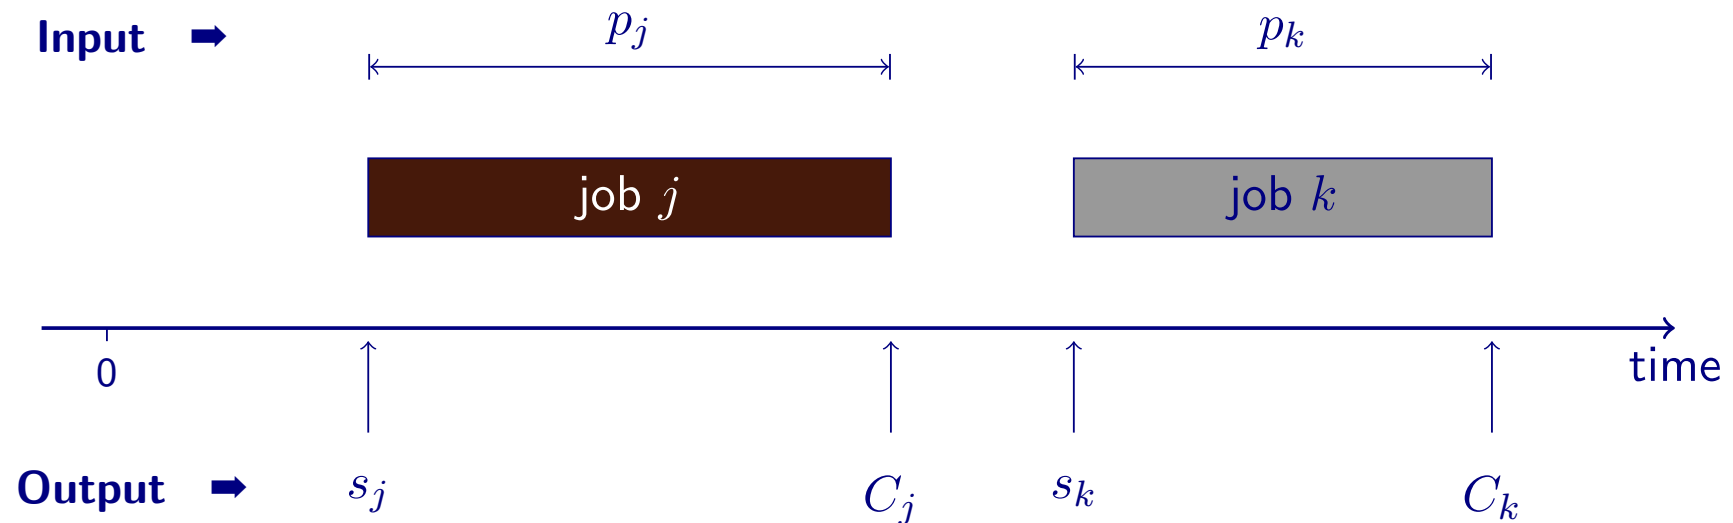 Input ➡ p_j p_k
job j job k
0 time
Output ➡ s_j C_j s_k C_k